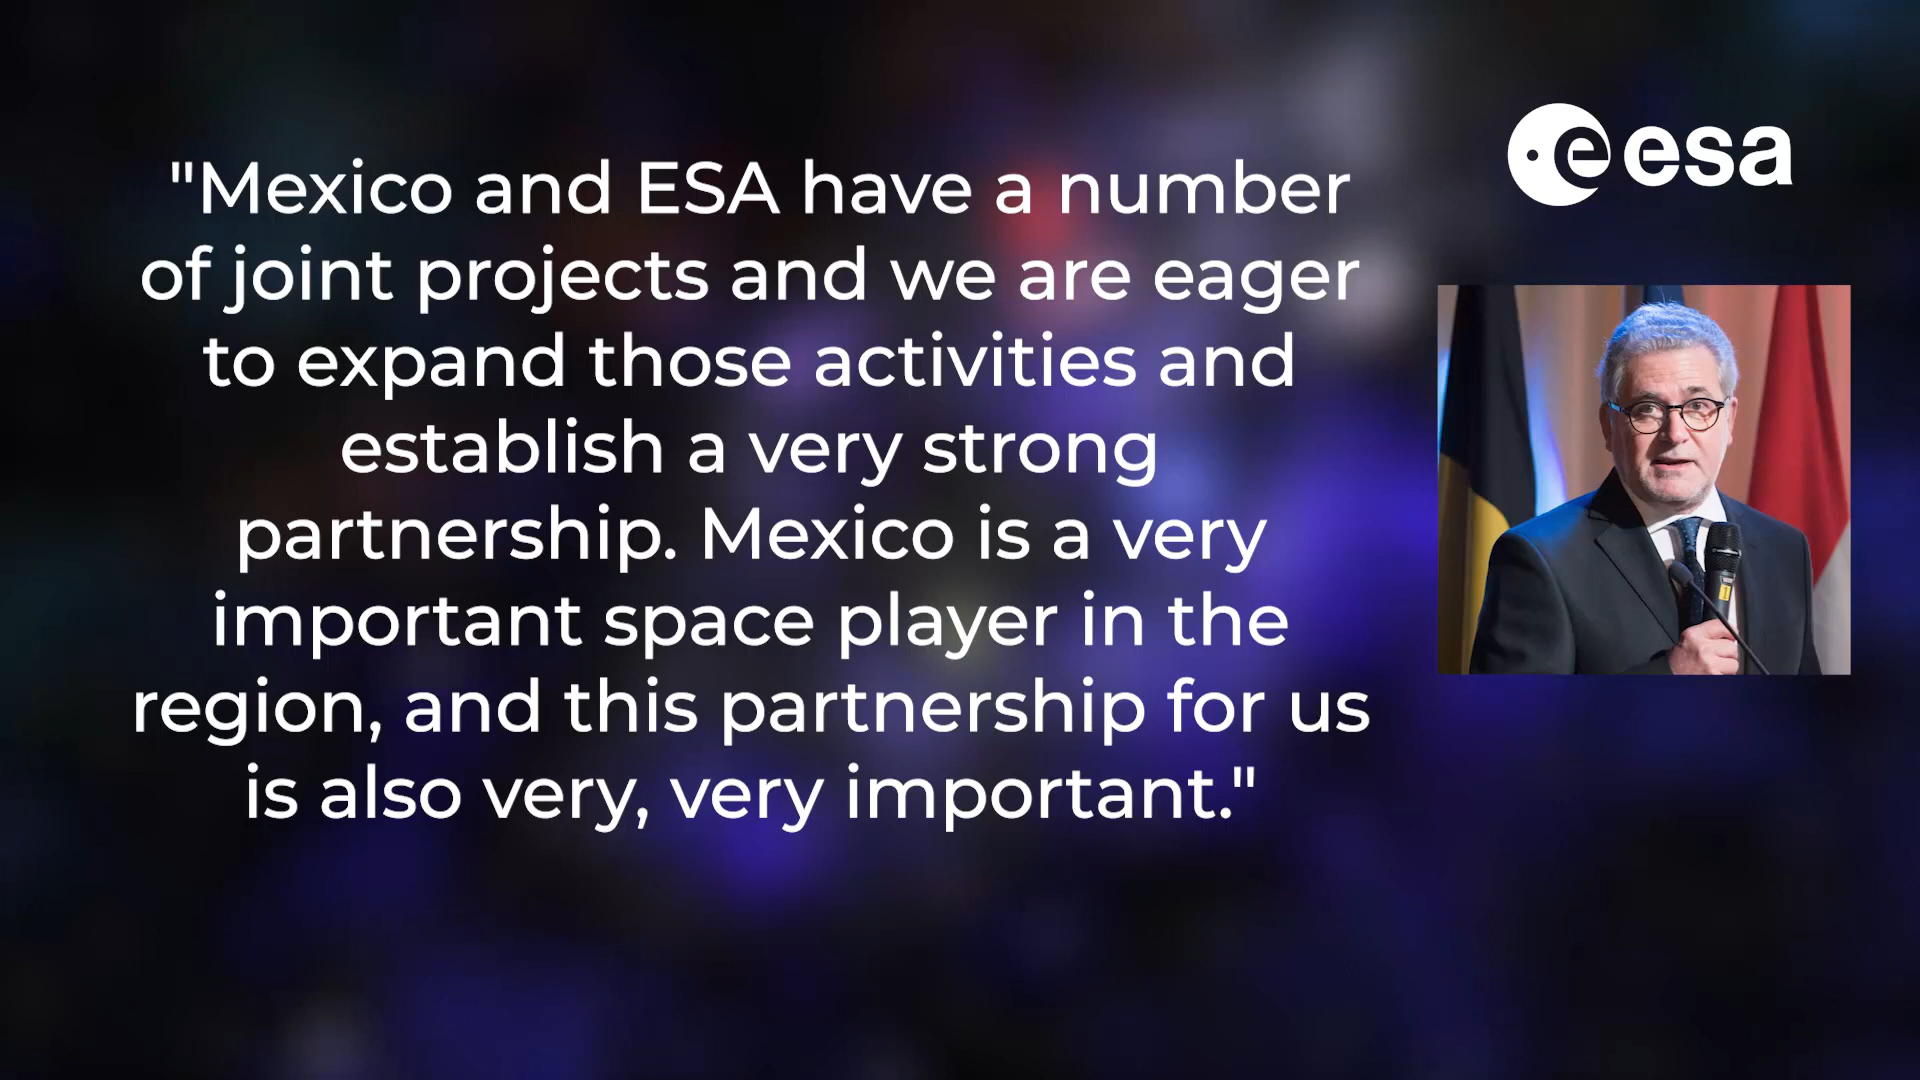 "Mexico and ESA have a number
of joint projects and we are eager
to expand those activities and
establish a very strong
partnership. Mexico is a very
important space player in the
region, and this partnership for us
is also very, very important."
esa